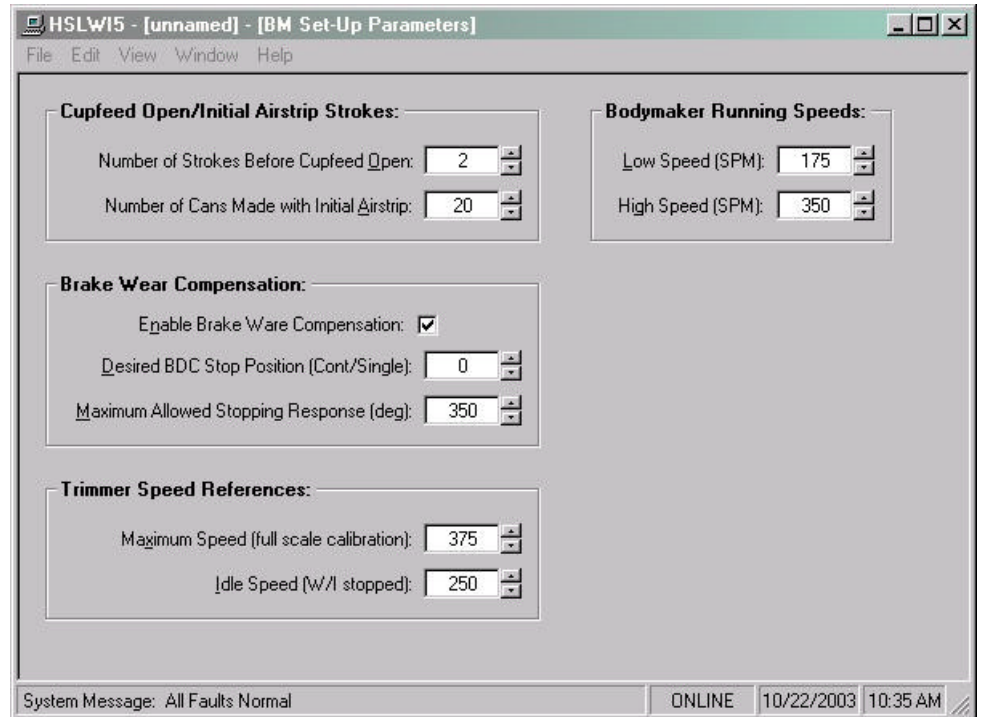 HSLWI5 - [unnamed] - [BM Set-Up Parameters]
File Edit View Window Help
Cupfeed Open/Initial Airstrip Strokes:
Number of Strokes Before Cupfeed Open: 2
Number of Cans Made with Initial Airstrip: 20
Bodymaker Running Speeds:
Low Speed (SPM): 175
High Speed (SPM): 350
Brake Wear Compensation:
Enable Brake Ware Compensation:
Desired BDC Stop Position (Cont/Single): 0
Maximum Allowed Stopping Response (deg): 350
Trimmer Speed References:
Maximum Speed (full scale calibration): 375
Idle Speed (W/I stopped): 250
System Message: All Faults Normal ONLINE 10/22/2003 10:35 AM